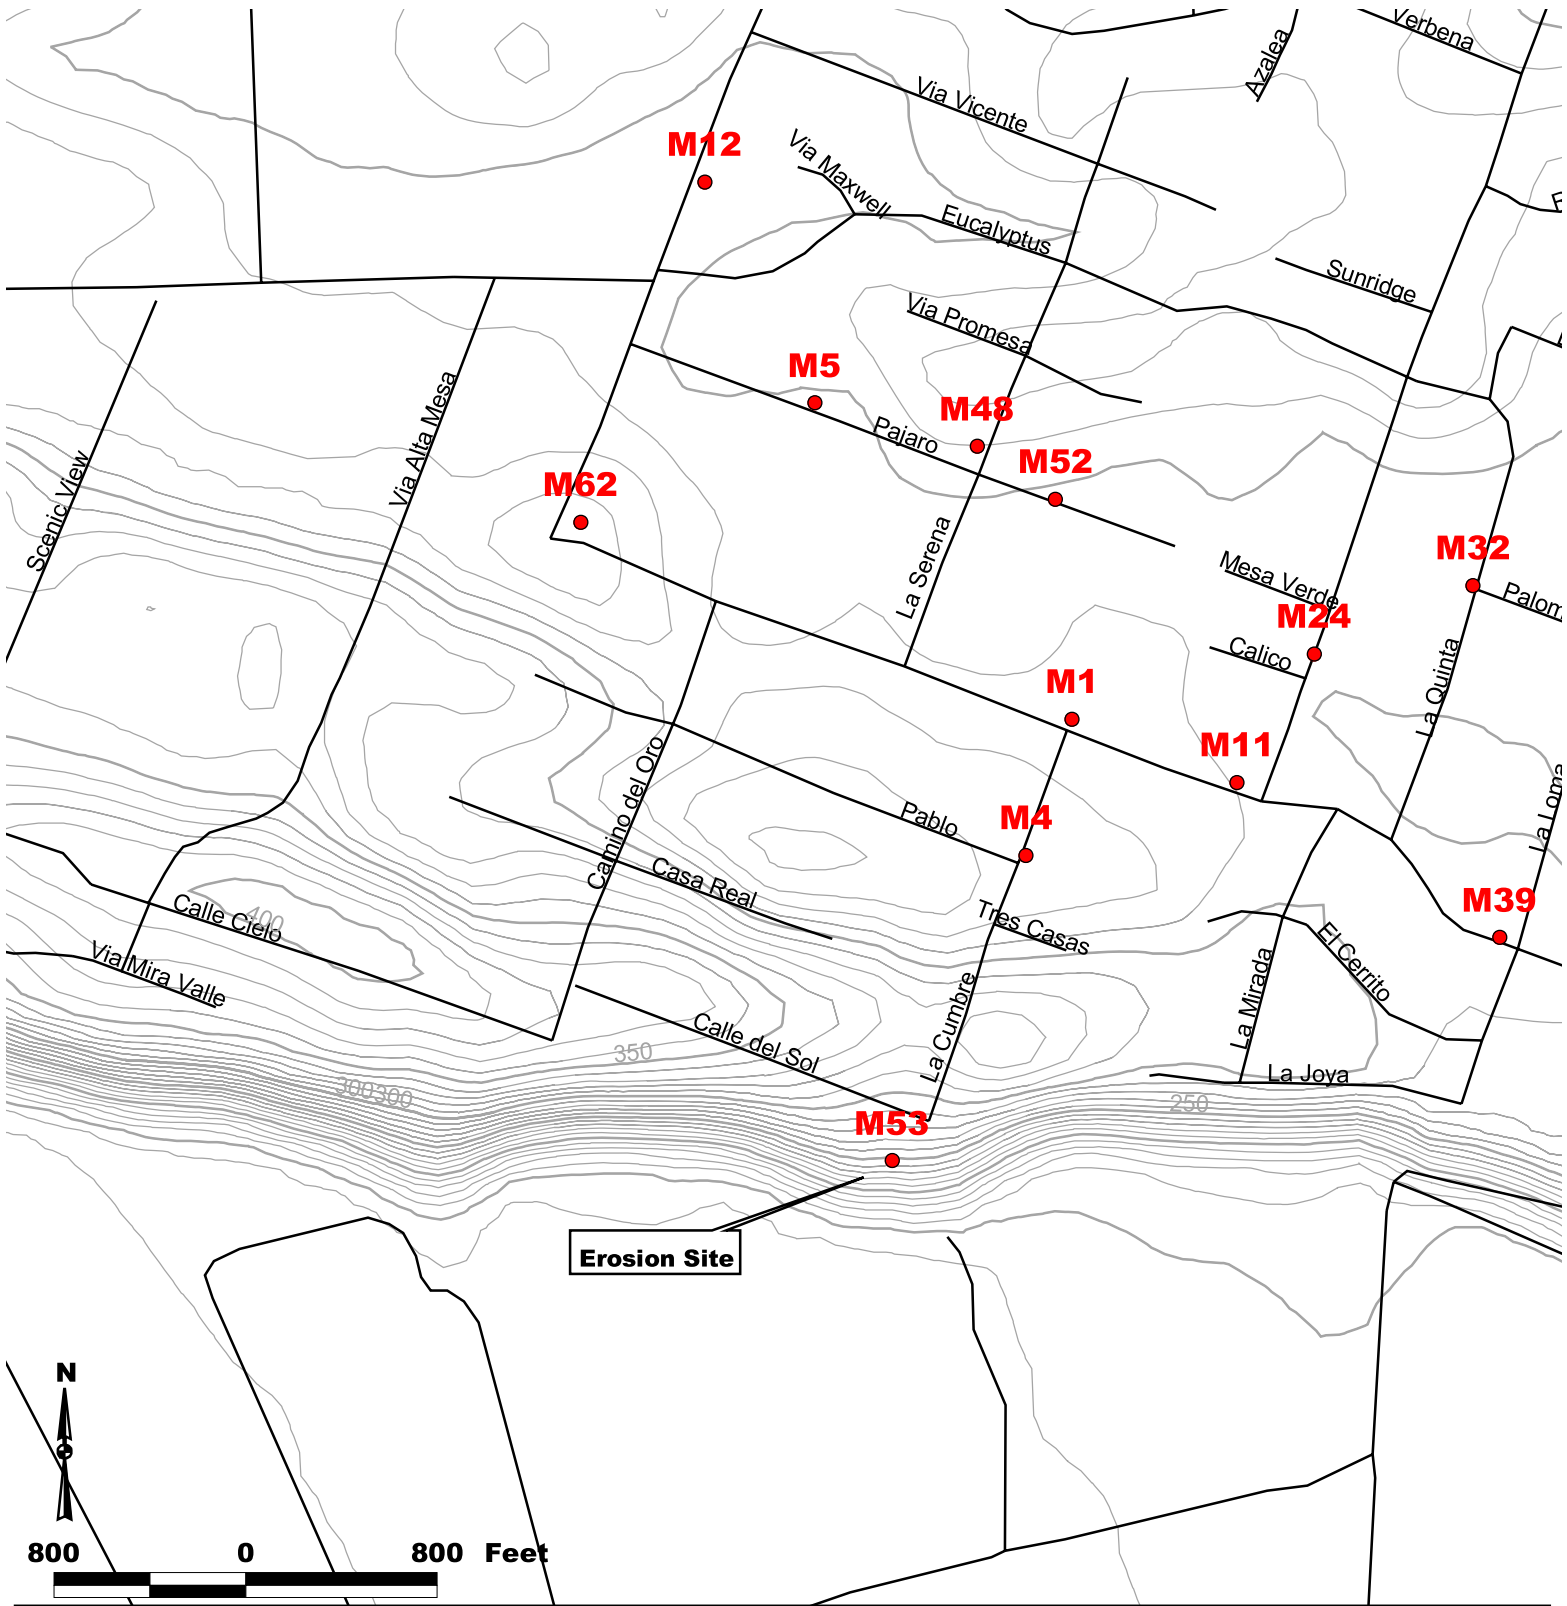 Verbena
Azalea
Via Vicente
M12
Via Maxwell
Eucalyptus
Sunridge
Via Promesa
M5
M48
Via Alta Mesa
Pajaro
M52
M62
Scenic View
La Serena
M32
Mesa Verde
Palom
M24
Calico
La Quinta
M1
M11
Camino del Oro
La Loma
Pablo
M4
Casa Real
M39
400
Calle Cielo
Tres Casas
El Cerrito
Via Mira Valle
La Mirada
La Cumbre
Calle del Sol
350
La Joya
300300
250
M53
Erosion Site
N
800 0 800 Feet